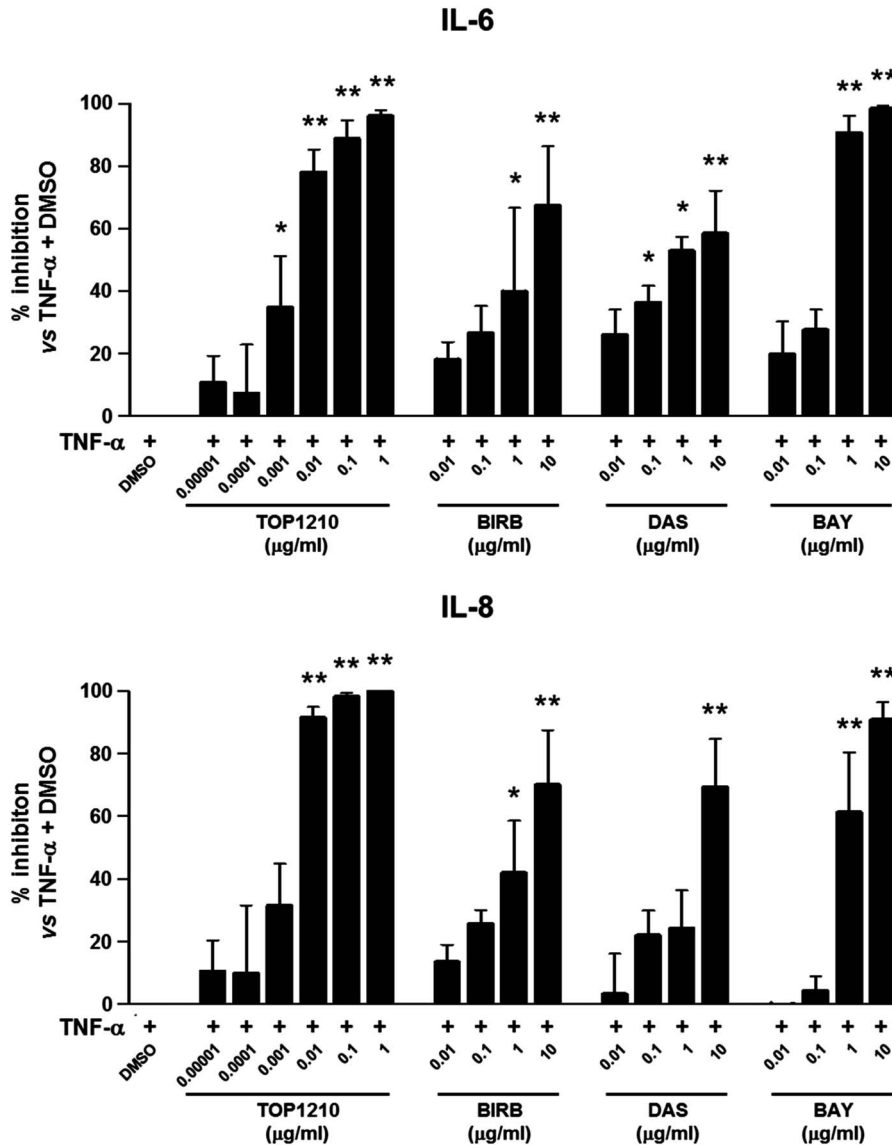 IL-6
** ** ** ** ** ** ** * * * *
% inhibition
vs TNF-α + DMSO
100
80
60
40
20
0
TNF-α + + + + + + + + + + + + + + + + + + +
DMSO 0.00001 0.0001 0.001 0.01 0.1 1 0.01 0.1 1 10 0.01 0.1 1 10 0.01 0.1 1 10
TOP1210 BIRB DAS BAY
(μg/ml) (μg/ml) (μg/ml) (μg/ml)
IL-8
** ** ** ** ** ** ** *
% inhibiton
vs TNF-α + DMSO
100
80
60
40
20
0
TNF-α + + + + + + + + + + + + + + + + + + +
DMSO 0.00001 0.0001 0.001 0.01 0.1 1 0.01 0.1 1 10 0.01 0.1 1 10 0.01 0.1 1 10
TOP1210 BIRB DAS BAY
(μg/ml) (μg/ml) (μg/ml) (μg/ml)